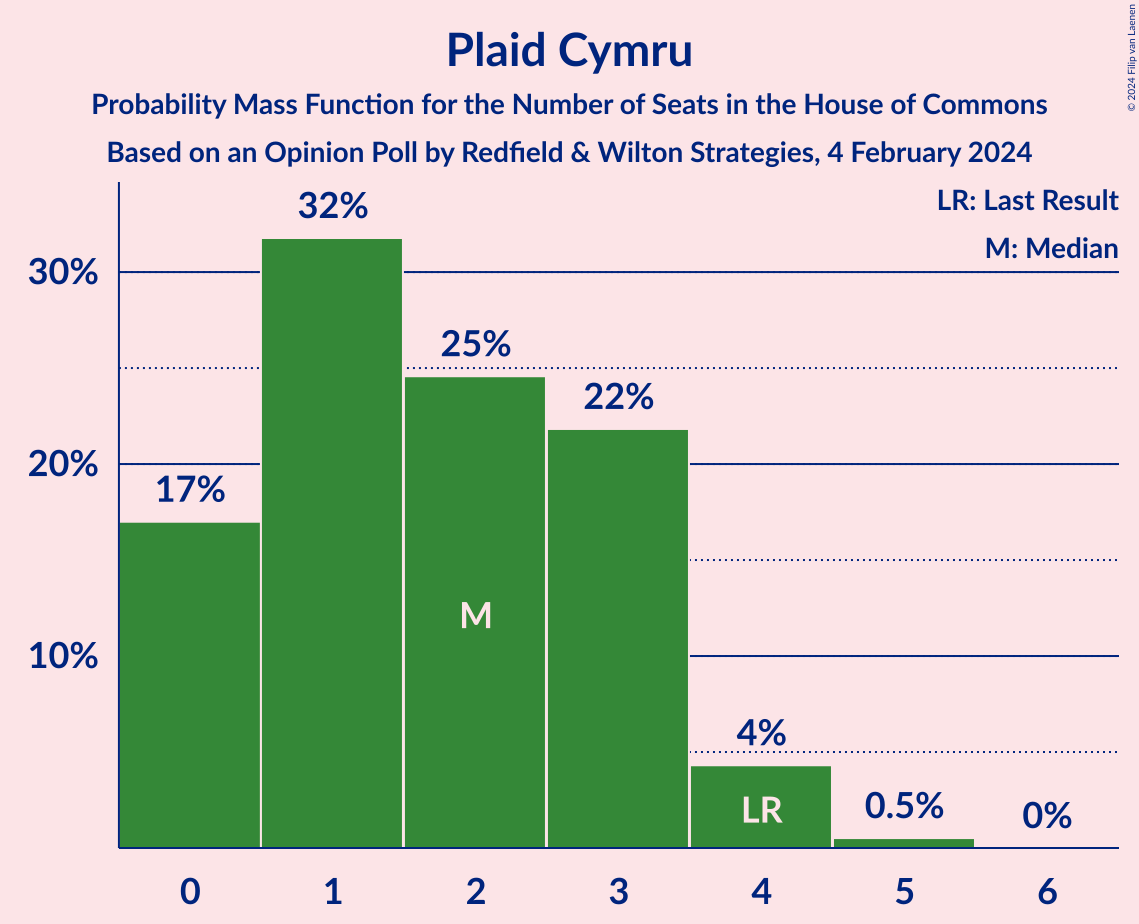 Plaid Cymru
Probability Mass Function for the Number of Seats in the House of Commons
Based on an Opinion Poll by Redfield & Wilton Strategies, 4 February 2024
© 2024 Filip van Laenen
LR: Last Result
M: Median
30%
20%
10%
17%
32%
25%
22%
4%
0.5%
0%
M
LR
0
1
2
3
4
5
6